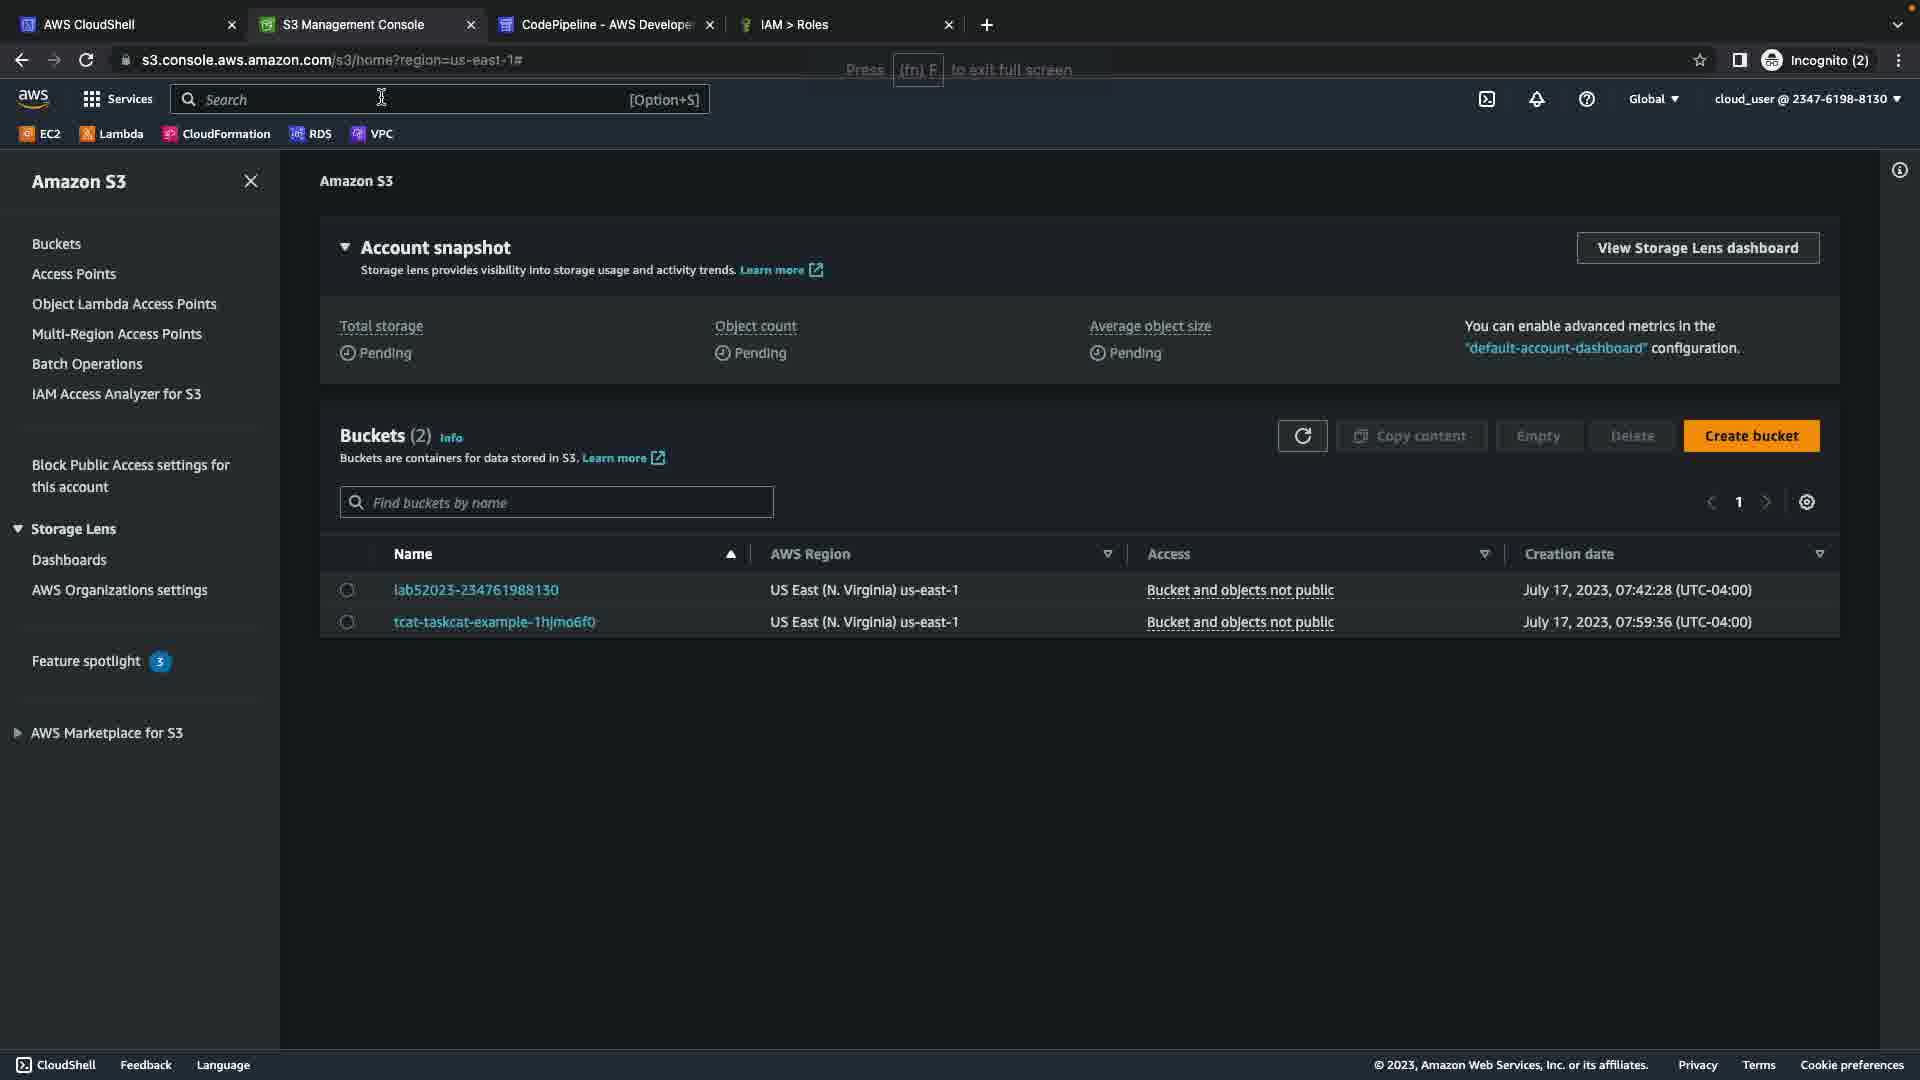 AWS CloudShell
S3 Management Console
CodePipeline - AWS Develope
IAM > Roles
s3.console.aws.amazon.com/s3/home?region=us-east-1#
Press (fn) F to exit full screen
Incognito (2)
aws
Services
Search
[Option+S]
Global
cloud_user @ 2347-6198-8130
EC2
Lambda
CloudFormation
RDS
VPC
Amazon S3
Buckets
Access Points
Object Lambda Access Points
Multi-Region Access Points
Batch Operations
IAM Access Analyzer for S3
Block Public Access settings for
this account
Storage Lens
Dashboards
AWS Organizations settings
Feature spotlight 3
AWS Marketplace for S3
Amazon S3
Account snapshot
Storage lens provides visibility into storage usage and activity trends. Learn more
View Storage Lens dashboard
Total storage
Pending
Object count
Pending
Average object size
Pending
You can enable advanced metrics in the
"default-account-dashboard" configuration.
Buckets (2) Info
Buckets are containers for data stored in S3. Learn more
Copy content
Empty
Delete
Create bucket
Find buckets by name
1
Name AWS Region Access Creation date
lab52023-234761988130 US East (N. Virginia) us-east-1 Bucket and objects not public July 17, 2023, 07:42:28 (UTC-04:00)
tcat-taskcat-example-1hjmo6f0 US East (N. Virginia) us-east-1 Bucket and objects not public July 17, 2023, 07:59:36 (UTC-04:00)
CloudShell
Feedback
Language
© 2023, Amazon Web Services, Inc. or its affiliates.
Privacy
Terms
Cookie preferences